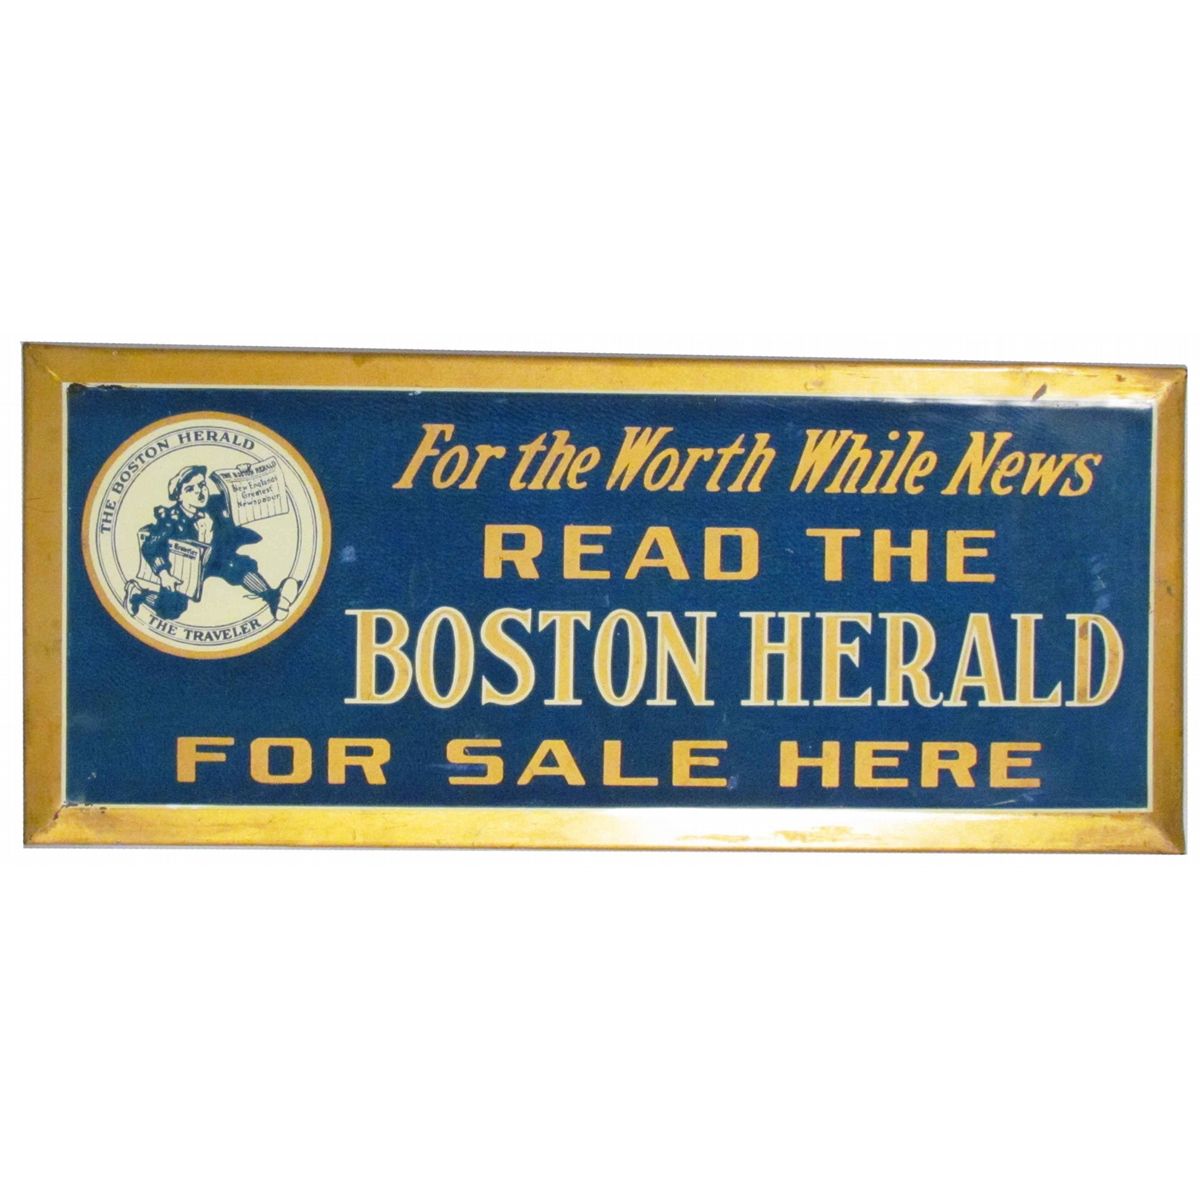 For the Worth While News
READ THE
BOSTON HERALD
FOR SALE HERE
THE BOSTON HERALD
THE BOSTON HERALD
New Englands
Greatest
Newspaper
THE TRAVELER